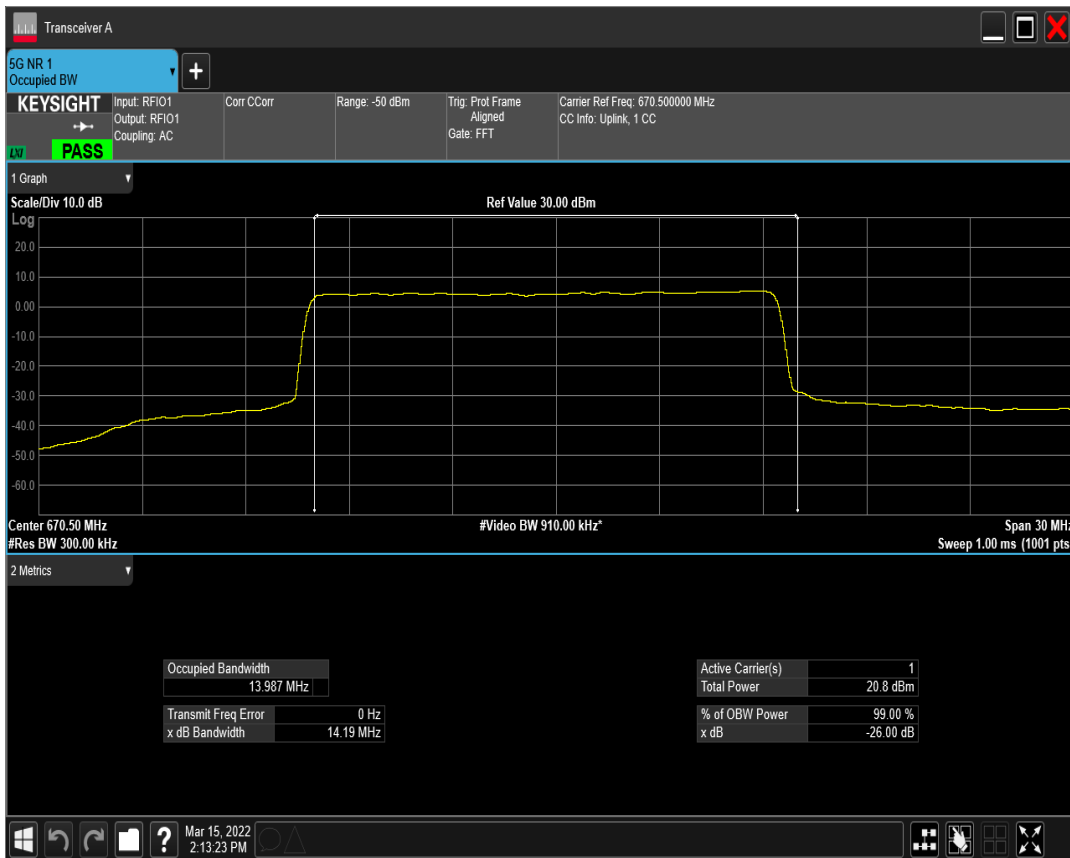 Transceiver A
5G NR 1
Occupied BW
KEYSIGHT
LXI
PASS
Input: RFIO1
Output: RFIO1
Coupling: AC
Corr CCorr
Range: -50 dBm
Trig: Prot Frame
Aligned
Gate: FFT
Carrier Ref Freq: 670.500000 MHz
CC Info: Uplink, 1 CC
1 Graph
Scale/Div 10.0 dB
Ref Value 30.00 dBm
Log
20.0
10.0
0.00
-10.0
-20.0
-30.0
-40.0
-50.0
-60.0
Center 670.50 MHz
#Video BW 910.00 kHz*
Span 30 MHz
#Res BW 300.00 kHz
Sweep 1.00 ms (1001 pts
2 Metrics
Occupied Bandwidth
13.987 MHz
Transmit Freq Error 0 Hz
x dB Bandwidth 14.19 MHz
Active Carrier(s) 1
Total Power 20.8 dBm
% of OBW Power 99.00 %
x dB -26.00 dB
?
Mar 15, 2022
2:13:23 PM